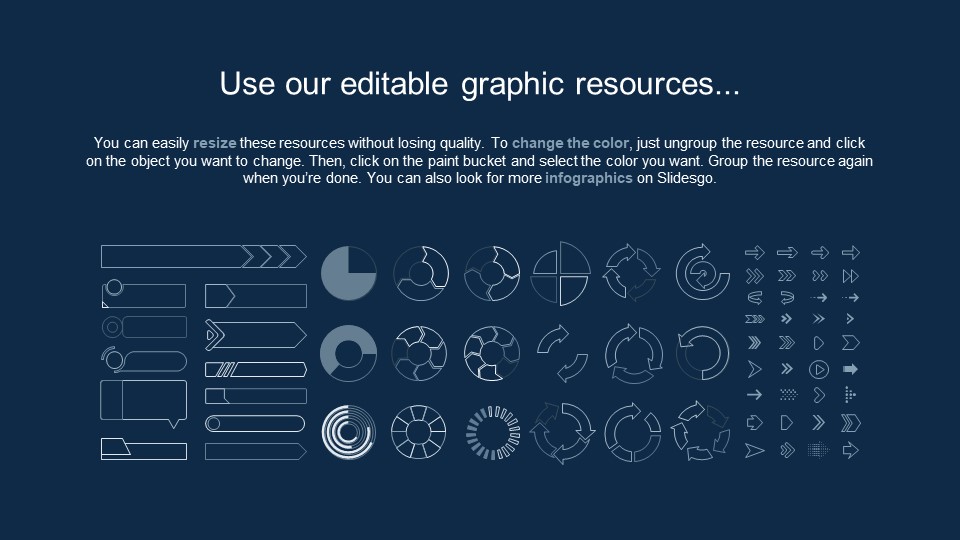 Use our editable graphic resources...
You can easily resize these resources without losing quality. To change the color, just ungroup the resource and click
on the object you want to change. Then, click on the paint bucket and select the color you want. Group the resource again
when you’re done. You can also look for more infographics on Slidesgo.